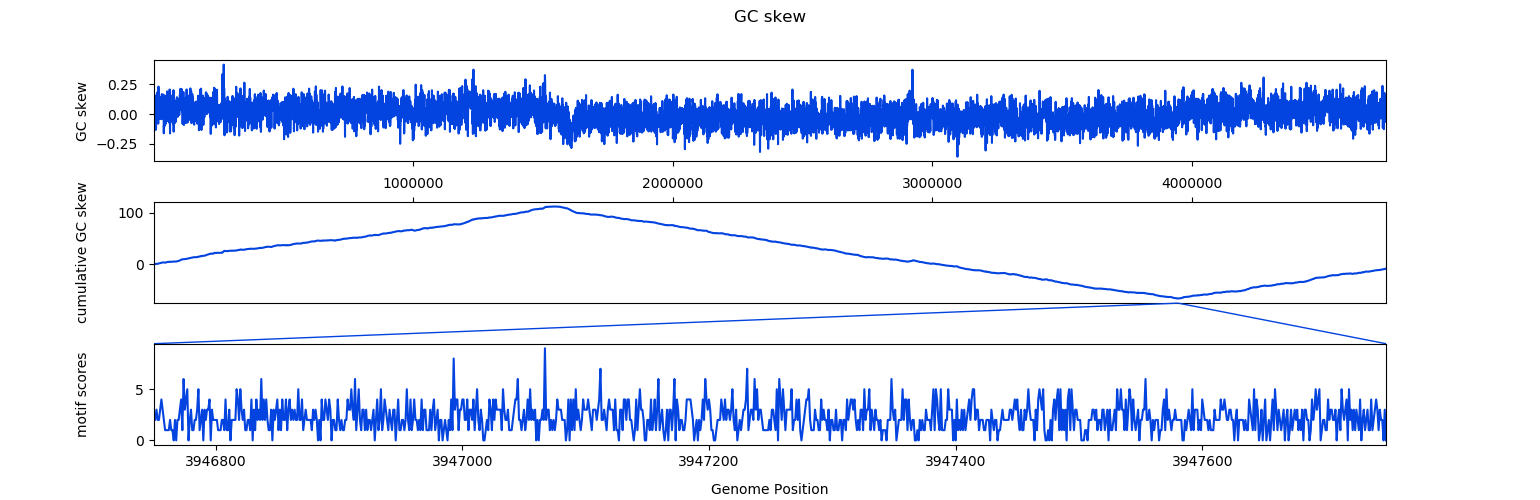 GC skew
GC skew
0.25
0.00
−0.25
1000000 2000000 3000000 4000000
cumulative GC skew
100
0
motif scores
5
0
3946800 3947000 3947200 3947400 3947600
Genome Position